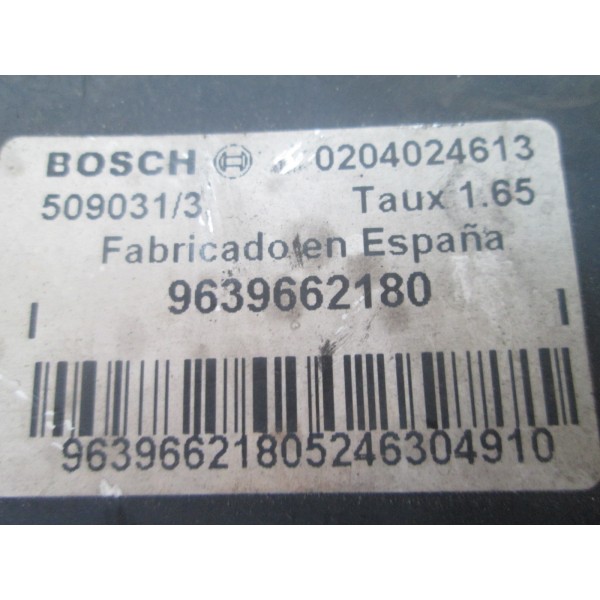 BOSCH 0204024613
509031/3 Taux 1.65
Fabricado en España
9639662180
96396621805246304910